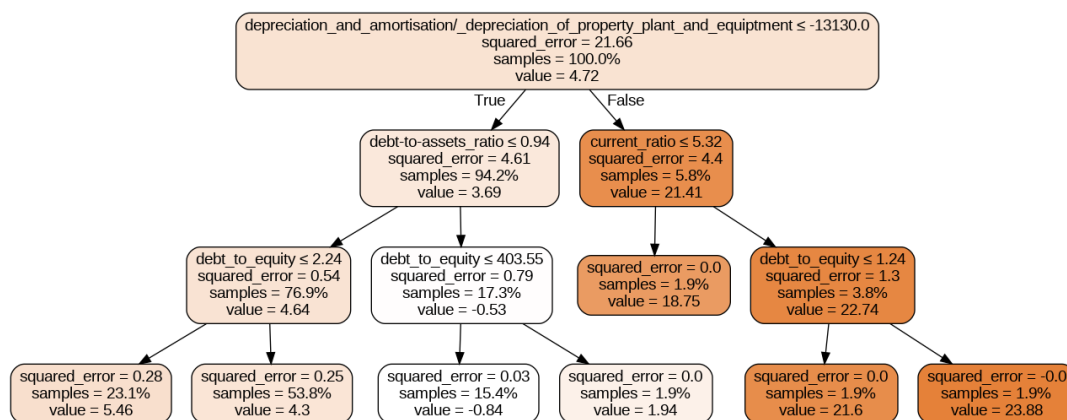 depreciation_and_amortisation/_depreciation_of_property_plant_and_equiptment ≤ -13130.0
squared_error = 21.66
samples = 100.0%
value = 4.72
True
False
debt-to-assets_ratio ≤ 0.94
squared_error = 4.61
samples = 94.2%
value = 3.69
current_ratio ≤ 5.32
squared_error = 4.4
samples = 5.8%
value = 21.41
debt_to_equity ≤ 2.24
squared_error = 0.54
samples = 76.9%
value = 4.64
debt_to_equity ≤ 403.55
squared_error = 0.79
samples = 17.3%
value = -0.53
squared_error = 0.0
samples = 1.9%
value = 18.75
debt_to_equity ≤ 1.24
squared_error = 1.3
samples = 3.8%
value = 22.74
squared_error = 0.28
samples = 23.1%
value = 5.46
squared_error = 0.25
samples = 53.8%
value = 4.3
squared_error = 0.03
samples = 15.4%
value = -0.84
squared_error = 0.0
samples = 1.9%
value = 1.94
squared_error = 0.0
samples = 1.9%
value = 21.6
squared_error = -0.0
samples = 1.9%
value = 23.88